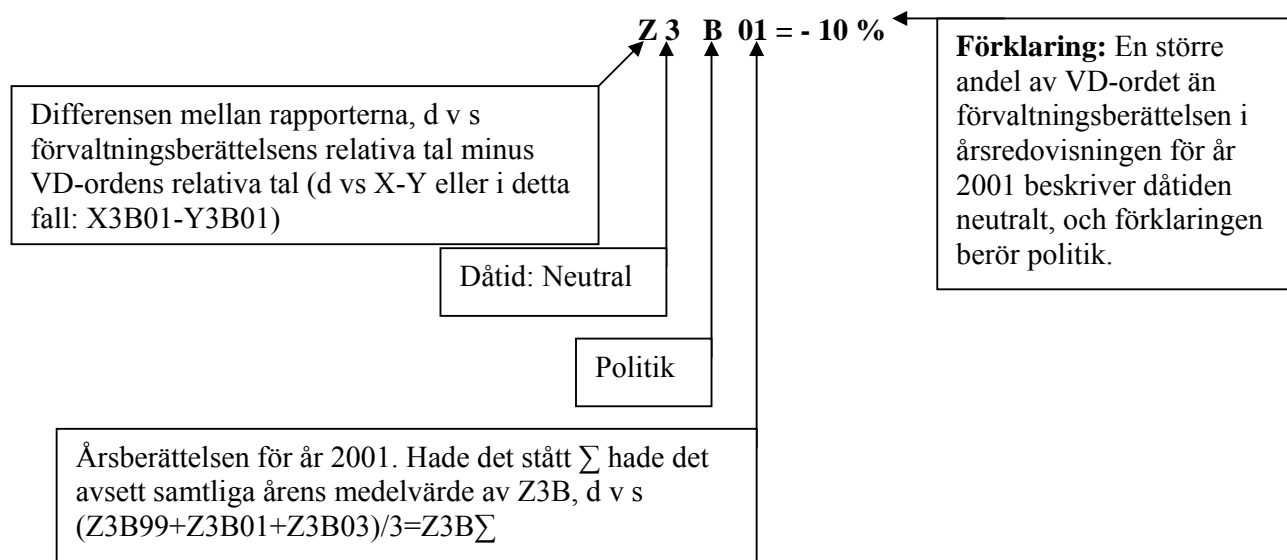 Z 3 B 01 = - 10 %
Förklaring: En större
andel av VD-ordet än
förvaltningsberättelsen i
årsredovisningen för år
2001 beskriver dåtiden
neutralt, och förklaringen
berör politik.
Differensen mellan rapporterna, d v s
förvaltningsberättelsens relativa tal minus
VD-ordens relativa tal (d vs X-Y eller i detta
fall: X3B01-Y3B01)
Dåtid: Neutral
Politik
Årsberättelsen för år 2001. Hade det stått ∑ hade det
avsett samtliga årens medelvärde av Z3B, d v s
(Z3B99+Z3B01+Z3B03)/3=Z3B∑